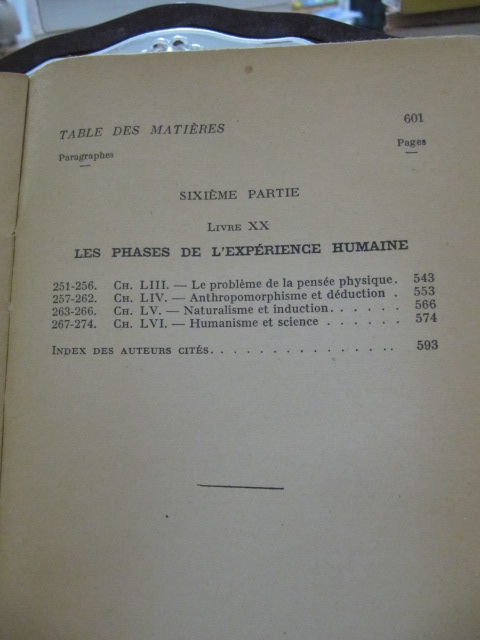 TABLE DES MATIÈRES 601
Paragraphes Pages
SIXIÈME PARTIE
LIVRE XX
LES PHASES DE L'EXPÉRIENCE HUMAINE
251-256. CH. LIII. — Le problème de la pensée physique. 543
257-262. CH. LIV. — Anthropomorphisme et déduction . 553
263-266. CH. LV. — Naturalisme et induction. . . . . . 566
267-274. CH. LVI. — Humanisme et science . . . . . . 574
INDEX DES AUTEURS CITÉS. . . . . . . . . . . . . . . 593